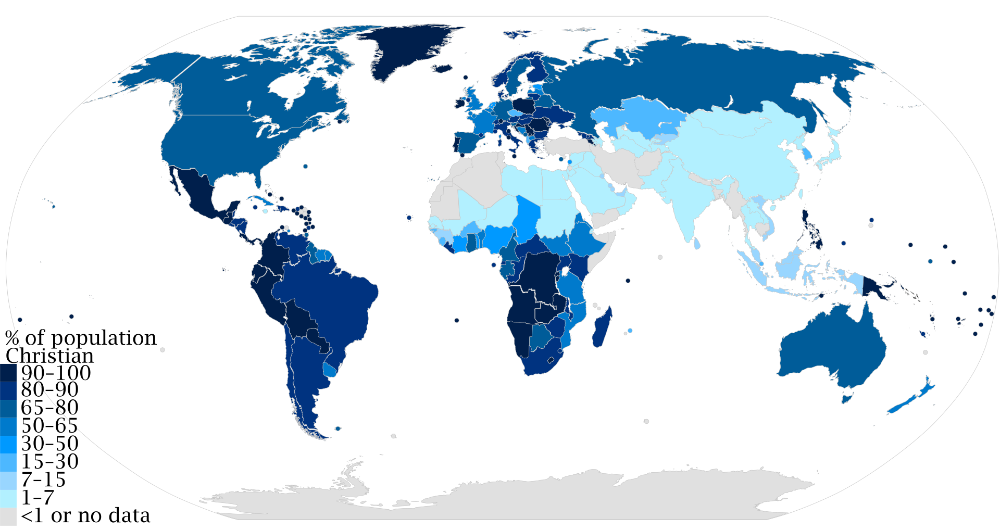 % of population
Christian
90–100
80–90
65–80
50–65
30–50
15–30
7–15
1–7
<1 or no data